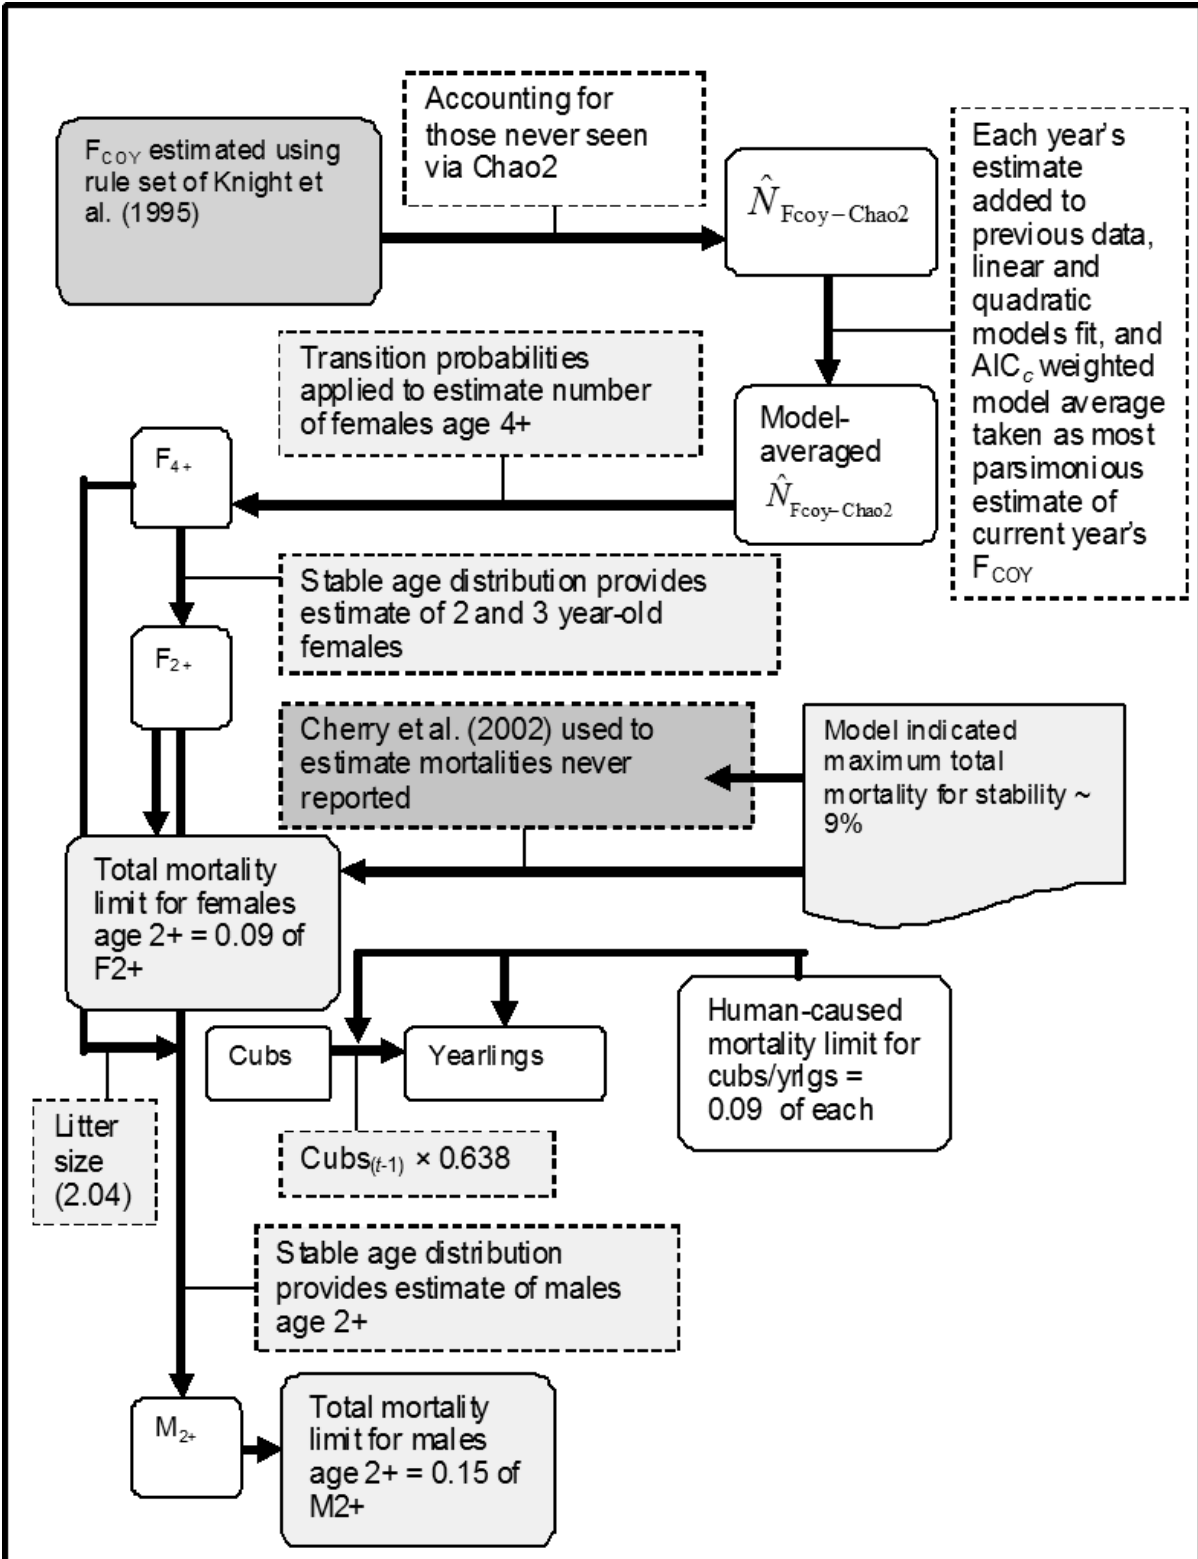 Accounting for
those never seen
via Chao2
F_COY estimated using
rule set of Knight et
al. (1995)
N̂_Fcoy–Chao2
Each year's
estimate
added to
previous data,
linear and
quadratic
models fit, and
AIC_c weighted
model average
taken as most
parsimonious
estimate of
current year's
F_COY
Transition probabilities
applied to estimate number
of females age 4+
Model-
averaged
N̂_Fcoy–Chao2
F_4+
Stable age distribution provides
estimate of 2 and 3 year-old
females
F_2+
Cherry et al. (2002) used to
estimate mortalities never
reported
Model indicated
maximum total
mortality for stability ~
9%
Total mortality
limit for females
age 2+ = 0.09 of
F2+
Human-caused
mortality limit for
cubs/yrlgs =
0.09 of each
Cubs
Yearlings
Litter
size
(2.04)
Cubs_(t-1) × 0.638
Stable age distribution
provides estimate of males
age 2+
M_2+
Total mortality
limit for males
age 2+ = 0.15 of
M2+